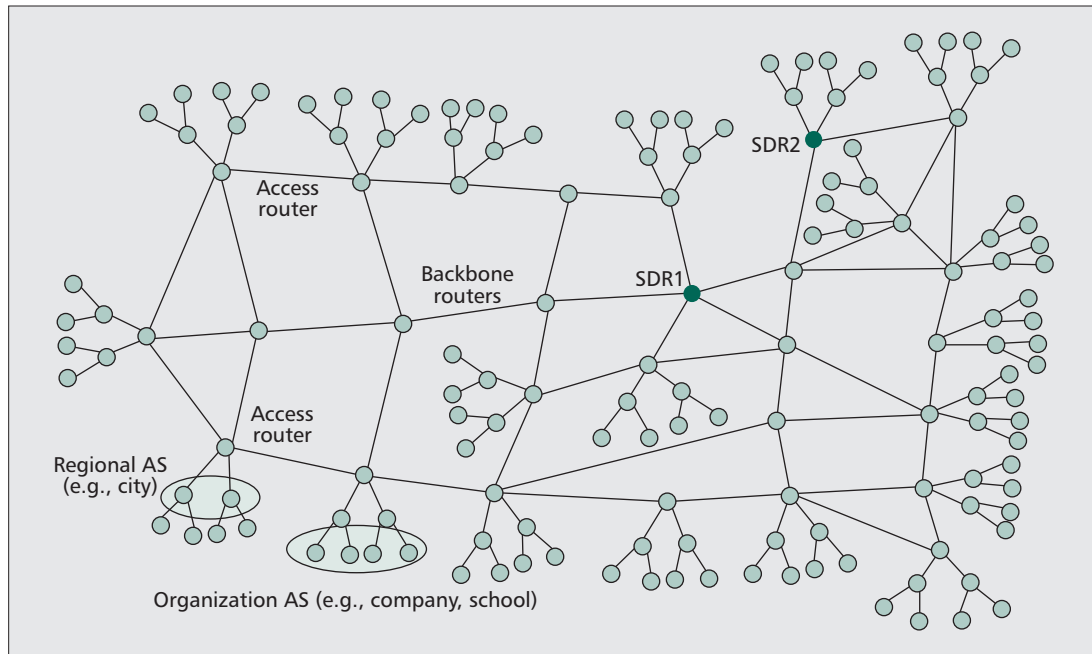 SDR2
Access
router
Backbone
routers
SDR1
Access
router
Regional AS
(e.g., city)
Organization AS (e.g., company, school)